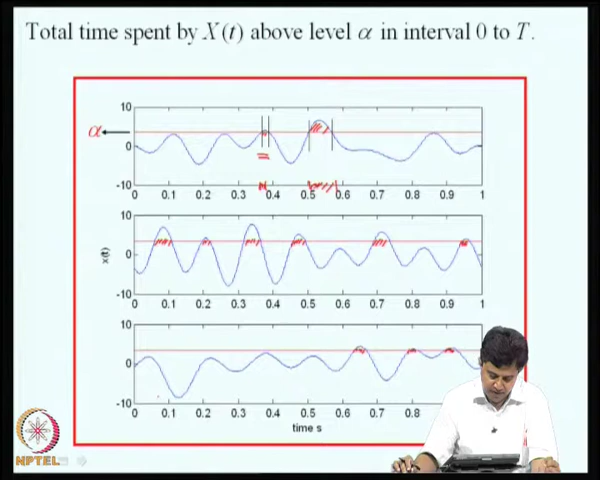 Total time spent by X(t) above level α in interval 0 to T.
10
α
0
-10
0 0.1 0.2 0.3 0.4 0.5 0.6 0.7 0.8 0.9 1
10
x(t)
0
-10
0 0.1 0.2 0.3 0.4 0.5 0.6 0.7 0.8 0.9 1
10
0
-10
0 0.1 0.2 0.3 0.4 0.5 0.6 0.7 0.8
time s
NPTEL